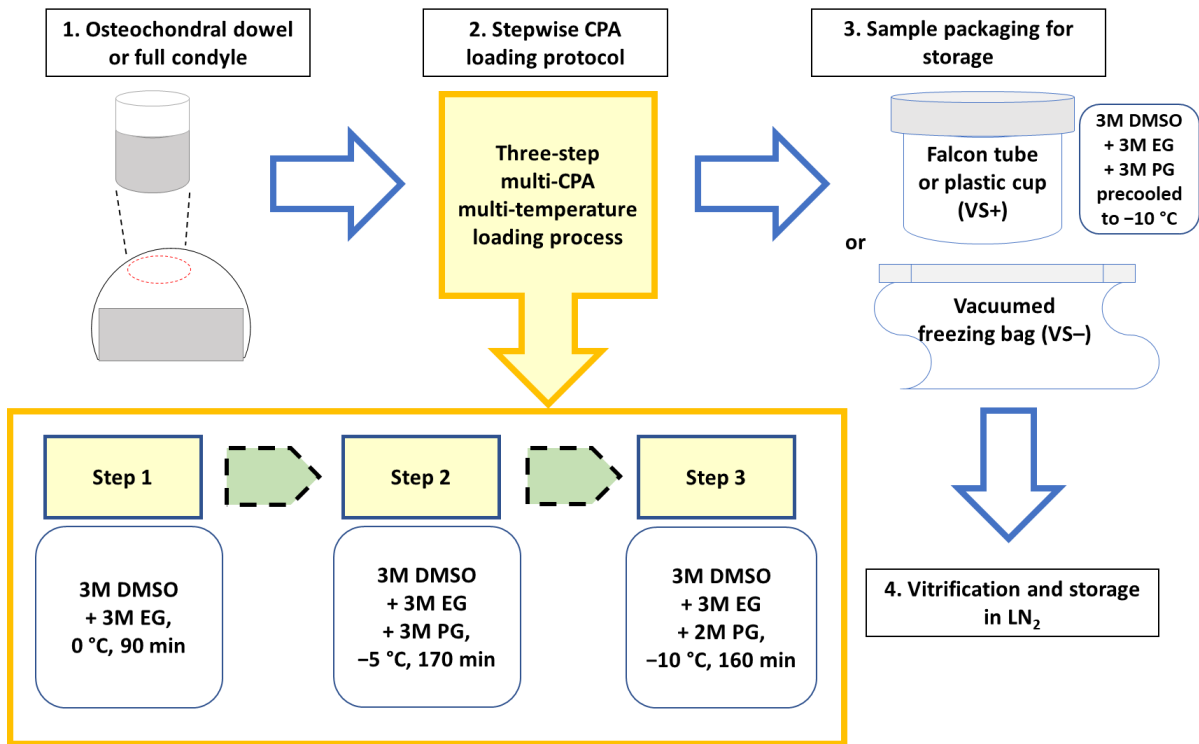 1. Osteochondral dowel
or full condyle
2. Stepwise CPA
loading protocol
3. Sample packaging for
storage
Three-step
multi-CPA
multi-temperature
loading process
Falcon tube
or plastic cup
(VS+)
3M DMSO
+ 3M EG
+ 3M PG
precooled
to −10 °C
or
Vacuumed
freezing bag (VS–)
Step 1
Step 2
Step 3
3M DMSO
+ 3M EG,
0 °C, 90 min
3M DMSO
+ 3M EG
+ 3M PG,
−5 °C, 170 min
3M DMSO
+ 3M EG
+ 2M PG,
−10 °C, 160 min
4. Vitrification and storage
in LN₂